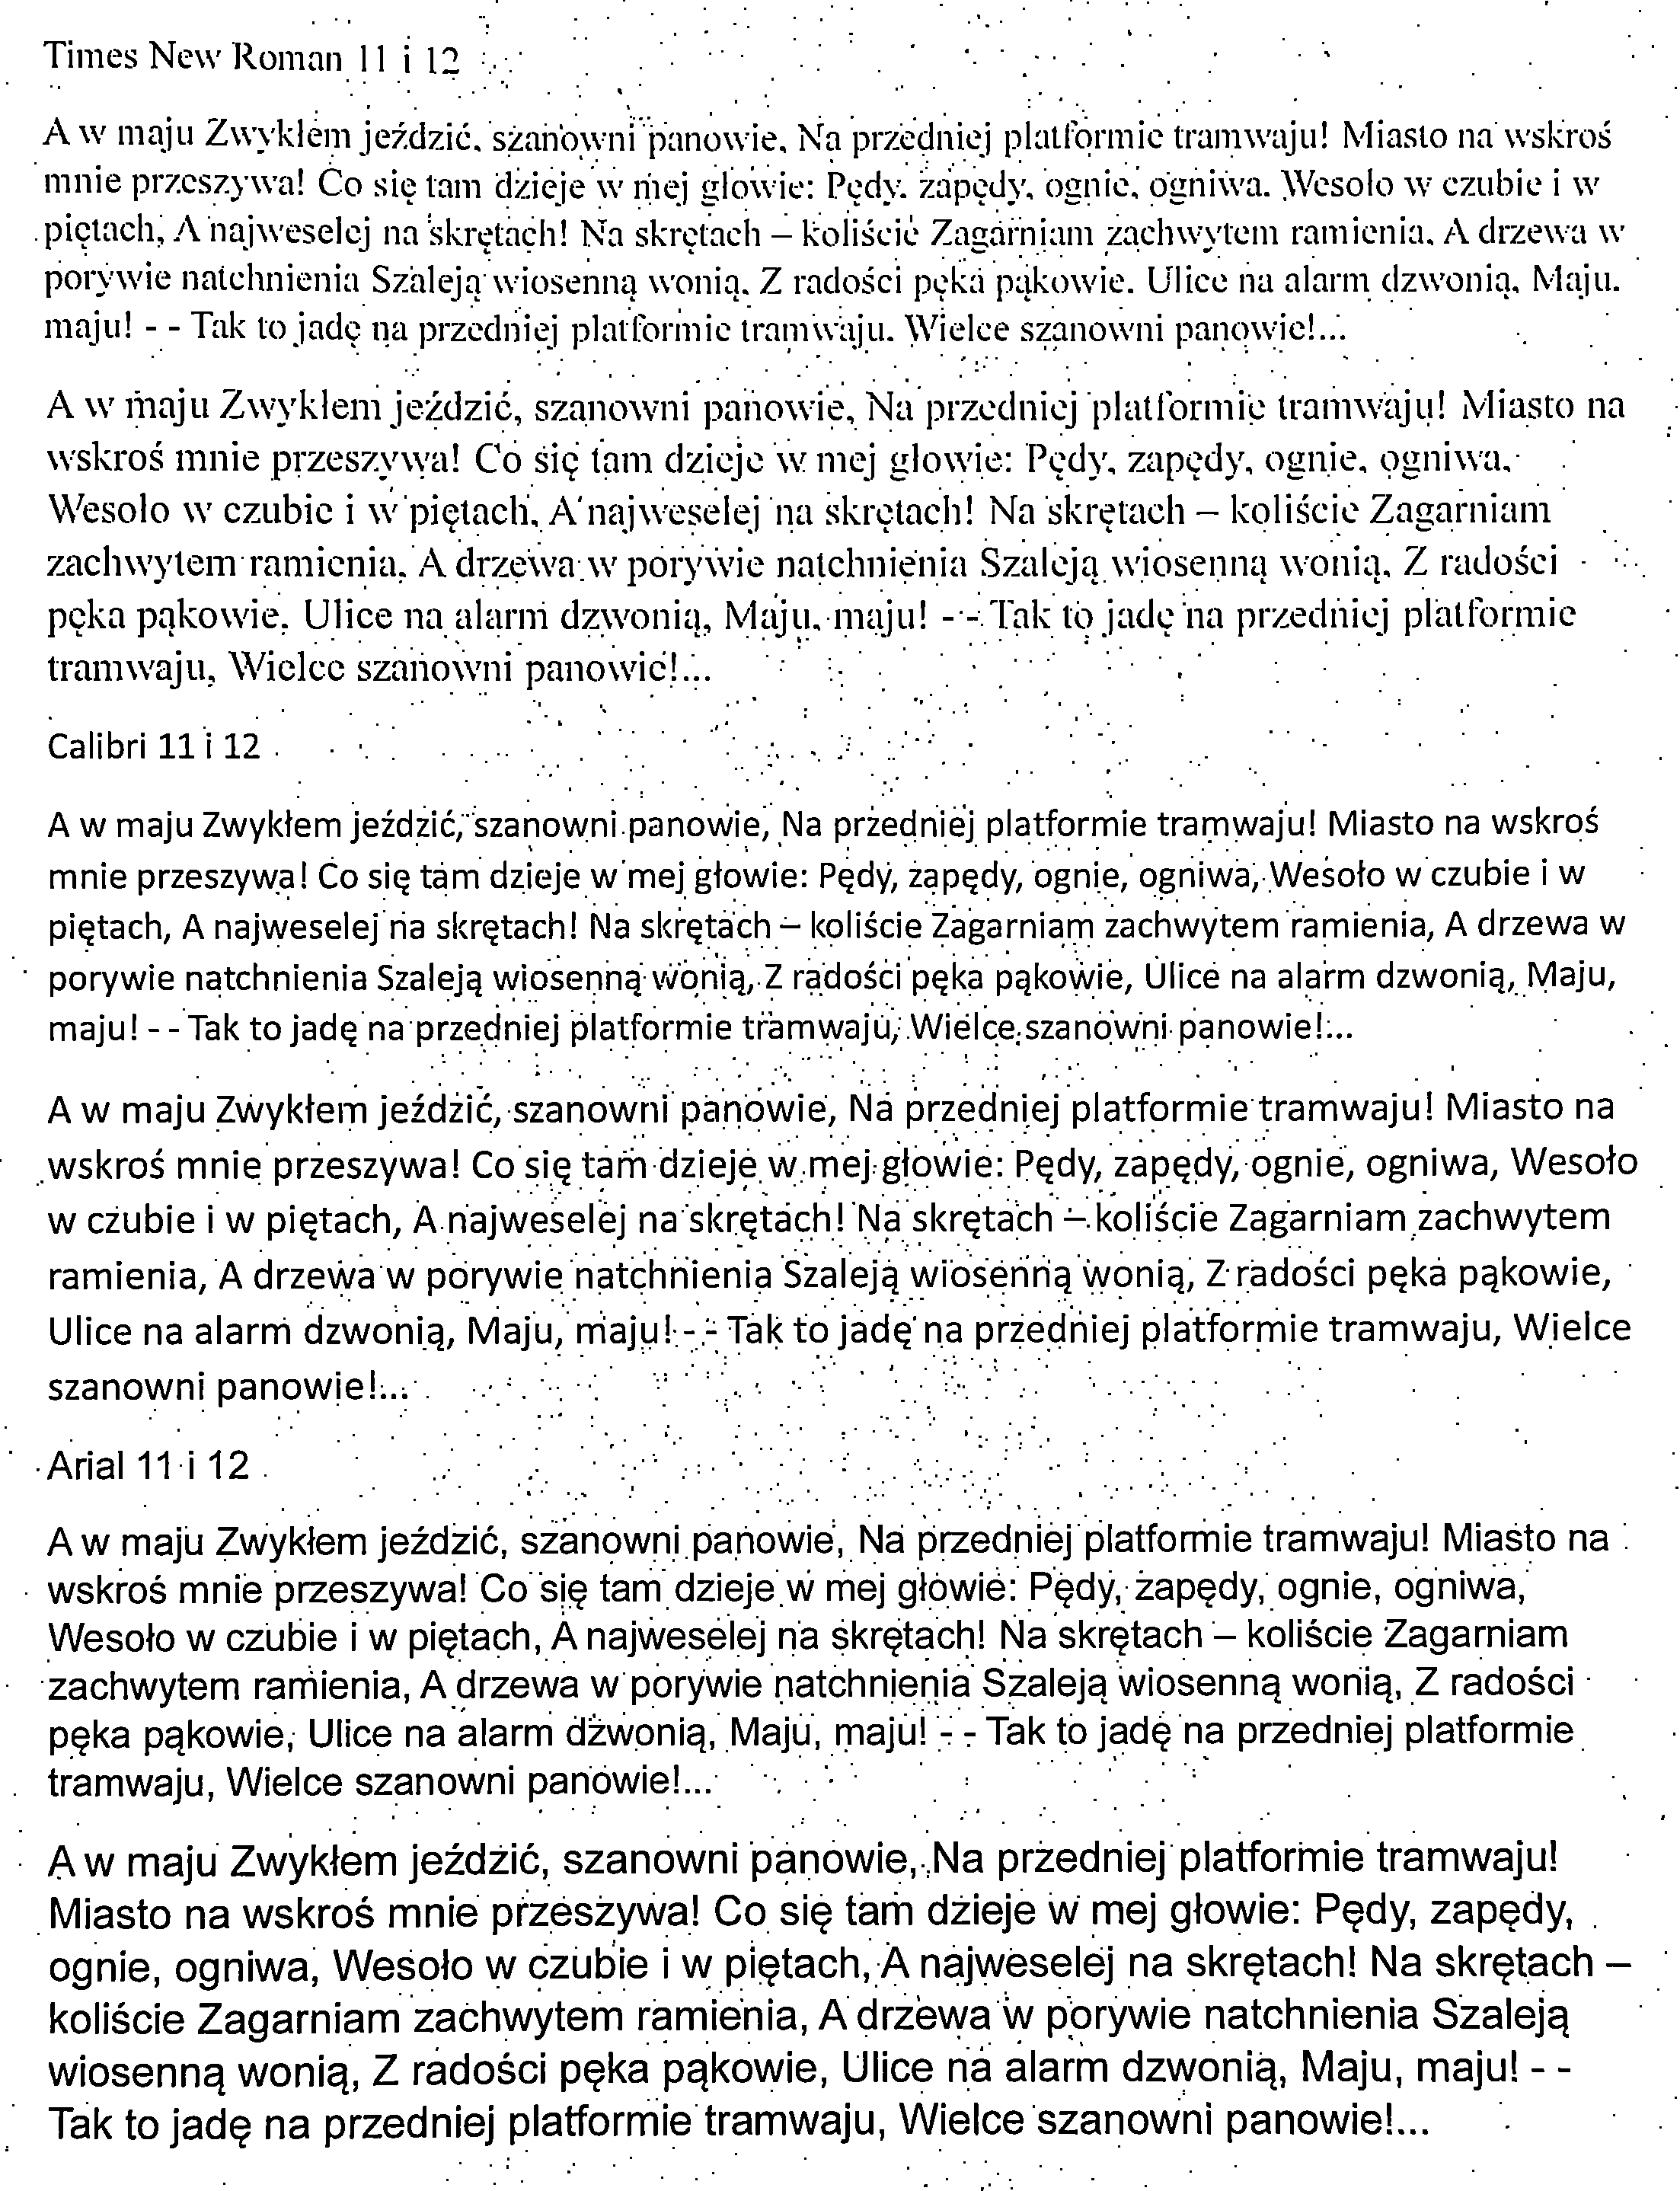 Times New Roman 11 i 12
A w maju Zwykłem jeździć, szanowni panowie, Na przedniej platformie tramwaju! Miasto na wskroś
mnie przeszywa! Co się tam dzieje w mej głowie: Pędy, zapędy, ognie, ogniwa, Wesoło w czubie i w
piętach, A najweselej na skrętach! Na skrętach – koliście Zagarniam zachwytem ramienia, A drzewa w
porywie natchnienia Szaleją wiosenną wonią, Z radości pęka pąkowie, Ulice na alarm dzwonią, Maju,
maju! - - Tak to jadę na przedniej platformie tramwaju, Wielce szanowni panowie!...
A w maju Zwykłem jeździć, szanowni panowie, Na przedniej platformie tramwaju! Miasto na
wskroś mnie przeszywa! Co się tam dzieje w mej głowie: Pędy, zapędy, ognie, ogniwa,
Wesoło w czubie i w piętach, A najweselej na skrętach! Na skrętach – koliście Zagarniam
zachwytem ramienia, A drzewa w porywie natchnienia Szaleją wiosenną wonią, Z radości
pęka pąkowie, Ulice na alarm dzwonią, Maju, maju! - - Tak to jadę na przedniej platformie
tramwaju, Wielce szanowni panowie!...
Calibri 11 i 12
A w maju Zwykłem jeździć, szanowni panowie, Na przedniej platformie tramwaju! Miasto na wskroś
mnie przeszywa! Co się tam dzieje w mej głowie: Pędy, zapędy, ognie, ogniwa, Wesoło w czubie i w
piętach, A najweselej na skrętach! Na skrętach – koliście Zagarniam zachwytem ramienia, A drzewa w
porywie natchnienia Szaleją wiosenną wonią, Z radości pęka pąkowie, Ulice na alarm dzwonią, Maju,
maju! - - Tak to jadę na przedniej platformie tramwaju, Wielce szanowni panowie!...
A w maju Zwykłem jeździć, szanowni panowie, Na przedniej platformie tramwaju! Miasto na
wskroś mnie przeszywa! Co się tam dzieje w mej głowie: Pędy, zapędy, ognie, ogniwa, Wesoło
w czubie i w piętach, A najweselej na skrętach! Na skrętach – koliście Zagarniam zachwytem
ramienia, A drzewa w porywie natchnienia Szaleją wiosenną wonią, Z radości pęka pąkowie,
Ulice na alarm dzwonią, Maju, maju! - - Tak to jadę na przedniej platformie tramwaju, Wielce
szanowni panowie!...
Arial 11 i 12
A w maju Zwykłem jeździć, szanowni panowie, Na przedniej platformie tramwaju! Miasto na
wskroś mnie przeszywa! Co się tam dzieje w mej głowie: Pędy, zapędy, ognie, ogniwa,
Wesoło w czubie i w piętach, A najweselej na skrętach! Na skrętach – koliście Zagarniam
zachwytem ramienia, A drzewa w porywie natchnienia Szaleją wiosenną wonią, Z radości
pęka pąkowie, Ulice na alarm dzwonią, Maju, maju! - - Tak to jadę na przedniej platformie
tramwaju, Wielce szanowni panowie!...
A w maju Zwykłem jeździć, szanowni panowie, Na przedniej platformie tramwaju!
Miasto na wskroś mnie przeszywa! Co się tam dzieje w mej głowie: Pędy, zapędy,
ognie, ogniwa, Wesoło w czubie i w piętach, A najweselej na skrętach! Na skrętach –
koliście Zagarniam zachwytem ramienia, A drzewa w porywie natchnienia Szaleją
wiosenną wonią, Z radości pęka pąkowie, Ulice na alarm dzwonią, Maju, maju! - -
Tak to jadę na przedniej platformie tramwaju, Wielce szanowni panowie!...